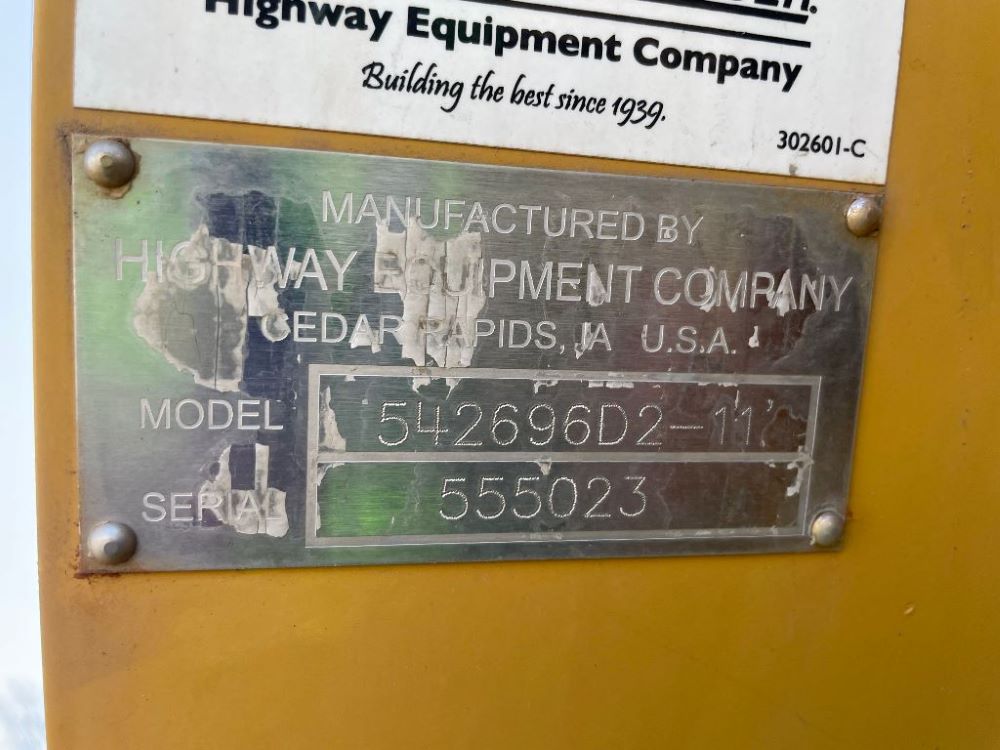 Highway Equipment Company
Building the best since 1939.
302601-C
MANUFACTURED BY
HIGHWAY EQUIPMENT COMPANY
CEDAR RAPIDS, IA U.S.A.
MODEL 542696D2-11'
SERIAL 555023